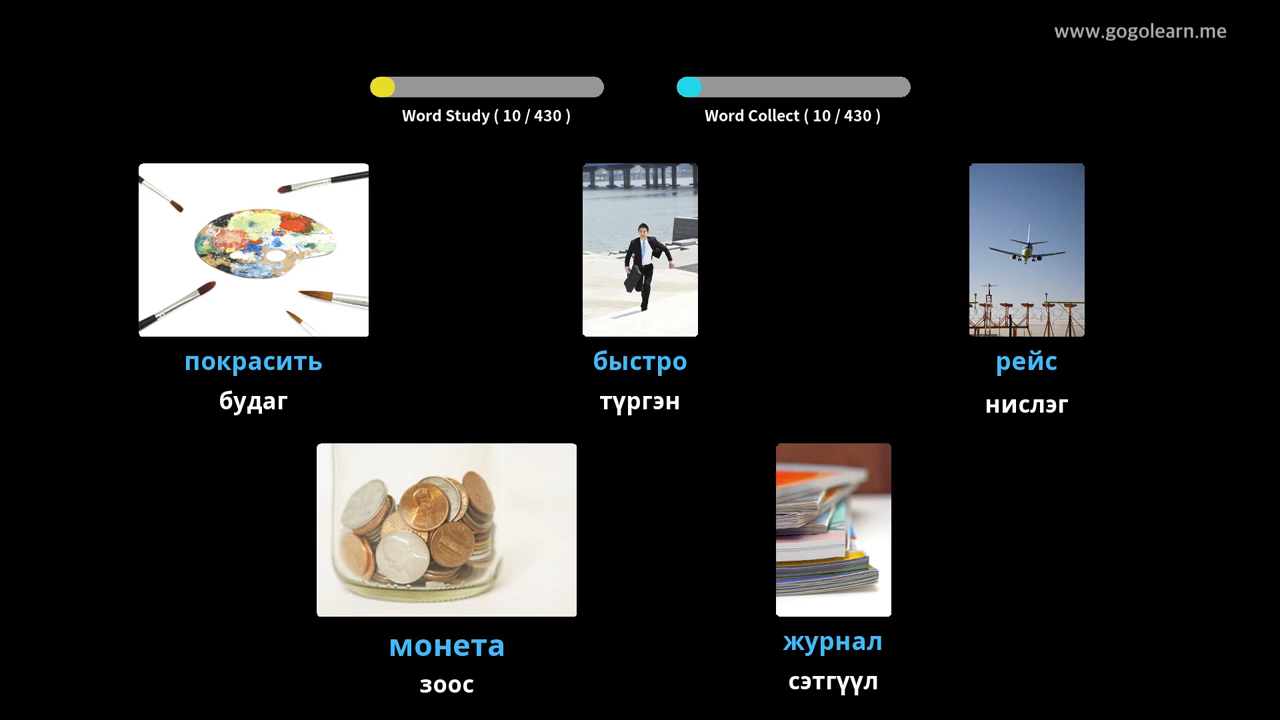 www.gogolearn.me
Word Study ( 10 / 430 )
Word Collect ( 10 / 430 )
покрасить
будаг
быстро
түргэн
рейс
нислэг
монета
зоос
журнал
сэтгүүл